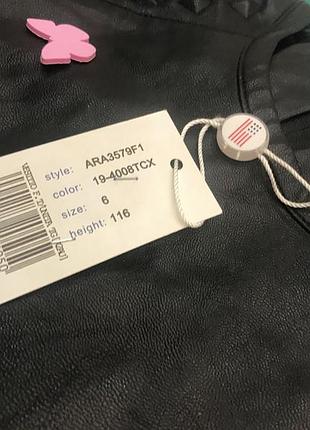 style: ARA3579F1
color: 19-4008TCX
size: 6
height: 116